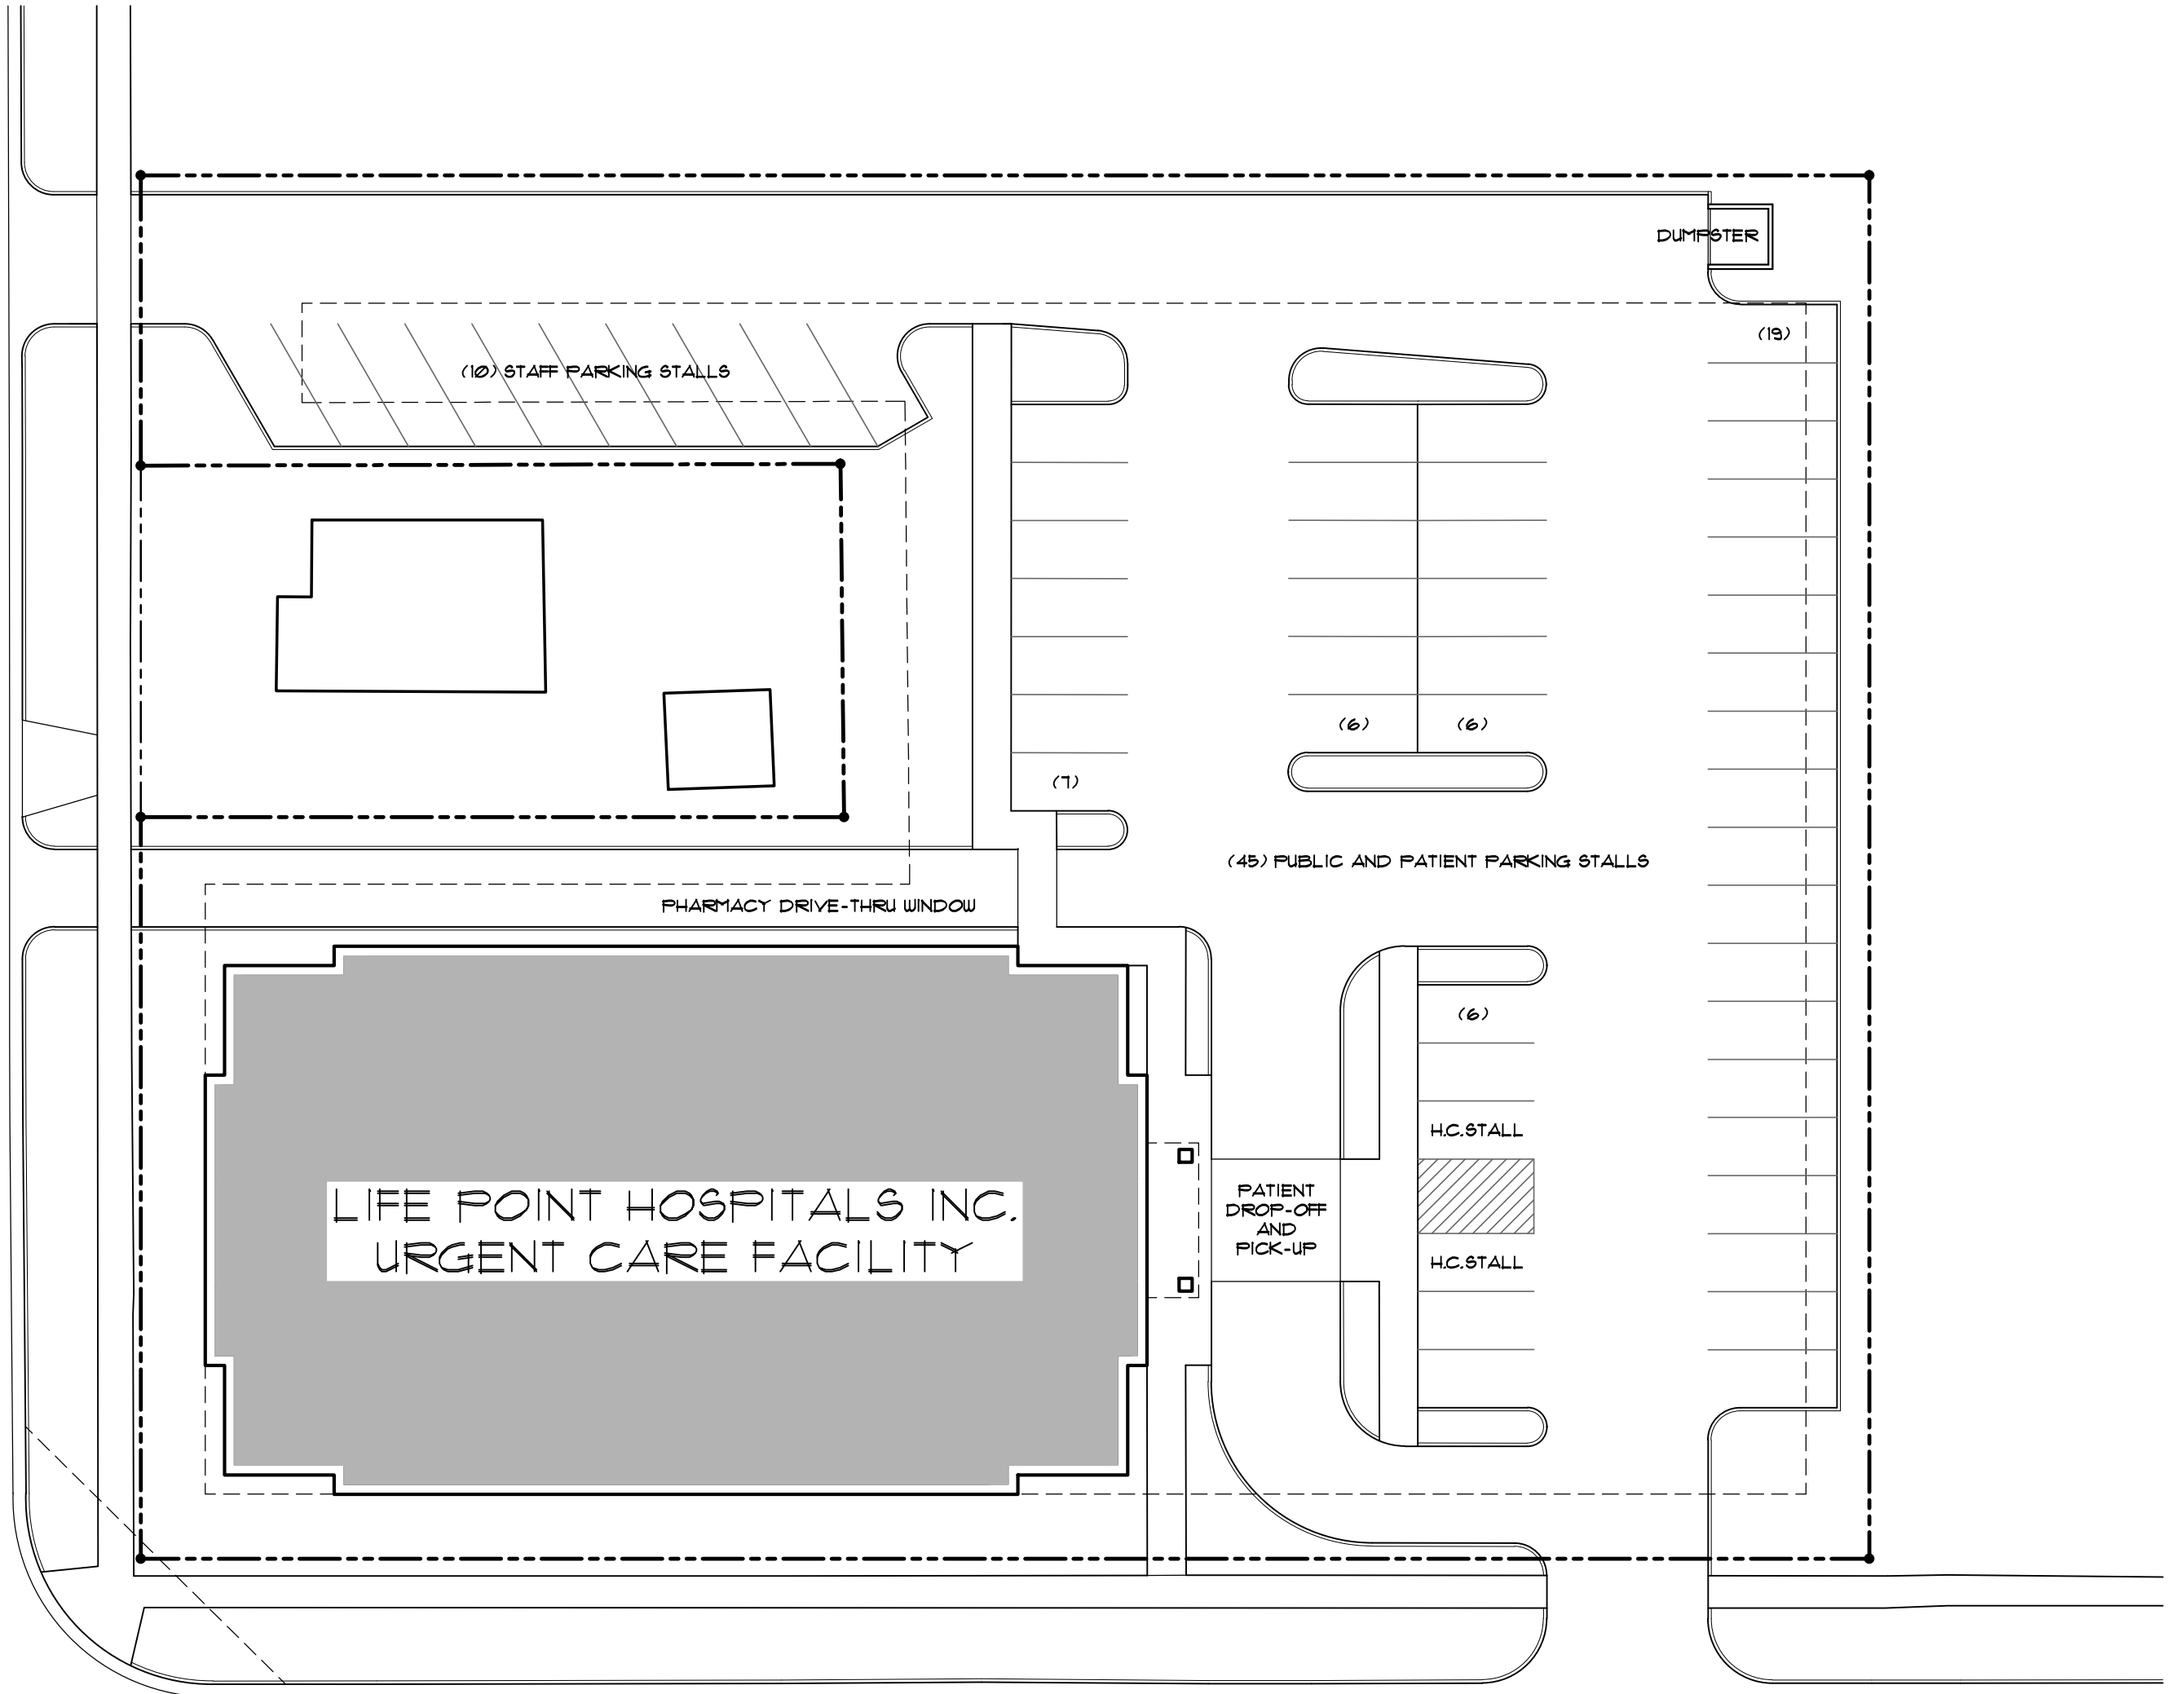 DUMPSTER
(19)
(10) STAFF PARKING STALLS
(6)
(6)
(7)
(45) PUBLIC AND PATIENT PARKING STALLS
PHARMACY DRIVE-THRU WINDOW
(6)
H.C.STALL
LIFE POINT HOSPITALS INC.
URGENT CARE FACILITY
PATIENT
DROP-OFF
AND
PICK-UP
H.C.STALL